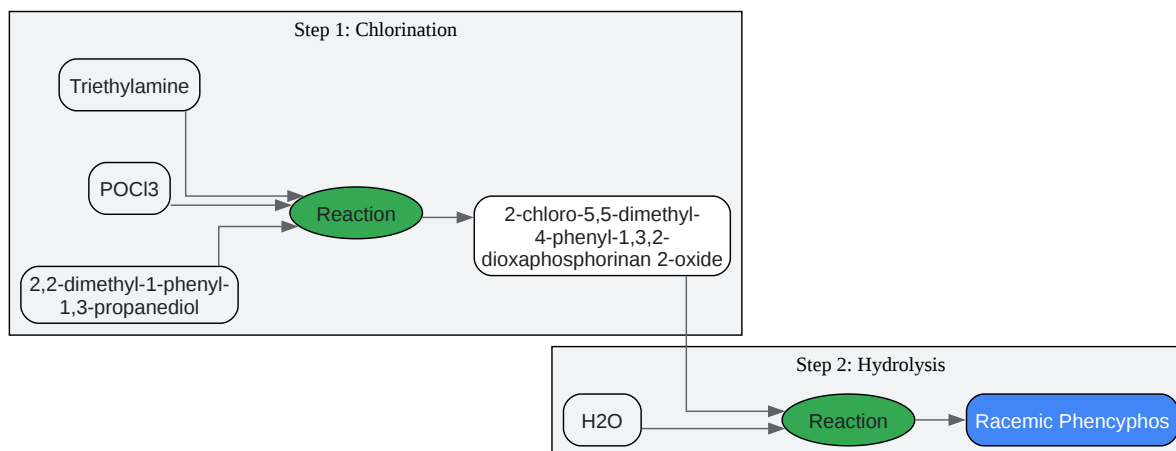 Step 1: Chlorination
Triethylamine
POCl3
Reaction
2-chloro-5,5-dimethyl-
4-phenyl-1,3,2-
dioxaphosphorinan 2-oxide
2,2-dimethyl-1-phenyl-
1,3-propanediol
Step 2: Hydrolysis
H2O
Reaction
Racemic Phencyphos